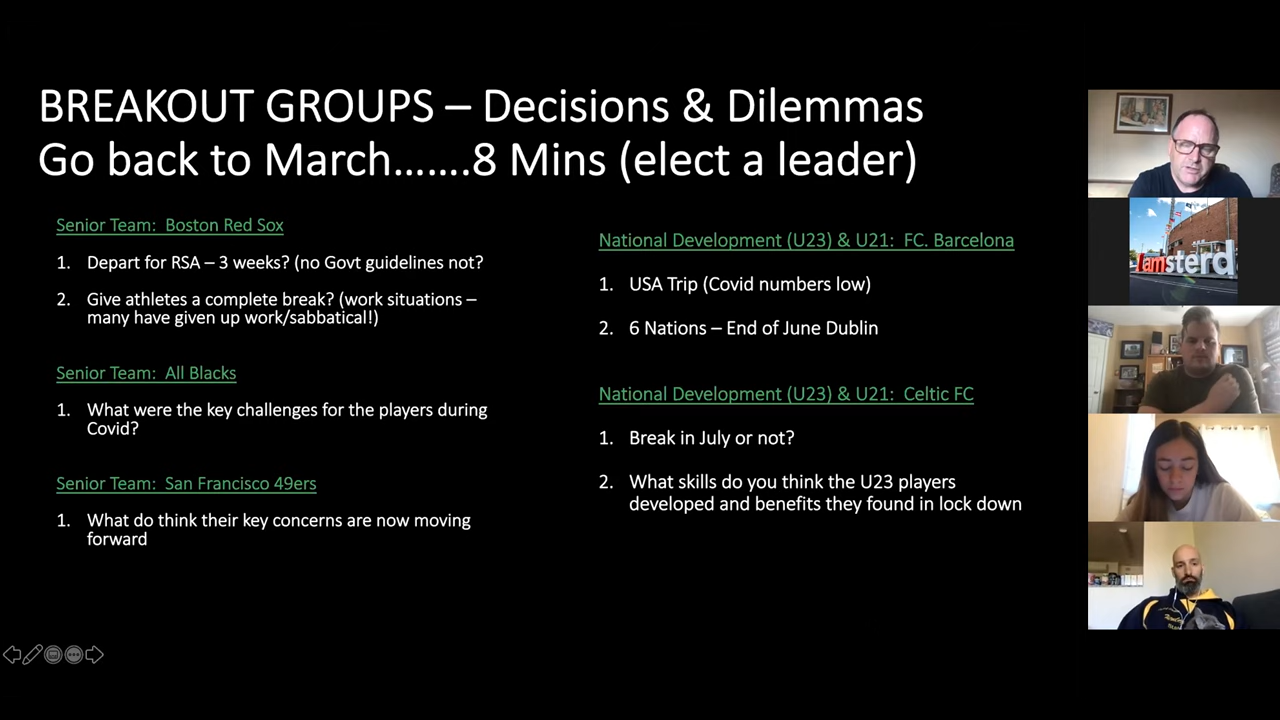 BREAKOUT GROUPS – Decisions & Dilemmas
Go back to March.......8 Mins (elect a leader)
Senior Team:  Boston Red Sox
1. Depart for RSA – 3 weeks? (no Govt guidelines not?
2. Give athletes a complete break? (work situations –
many have given up work/sabbatical!)
Senior Team:  All Blacks
1. What were the key challenges for the players during
Covid?
Senior Team:  San Francisco 49ers
1. What do think their key concerns are now moving
forward
National Development (U23) & U21:  FC. Barcelona
1. USA Trip (Covid numbers low)
2. 6 Nations – End of June Dublin
National Development (U23) & U21:  Celtic FC
1. Break in July or not?
2. What skills do you think the U23 players
developed and benefits they found in lock down
Iamsterd